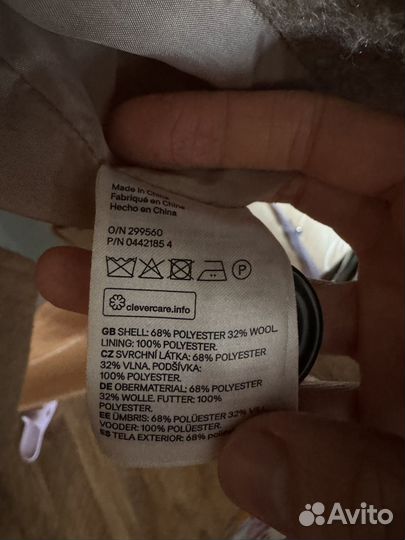 Made in China
Fabriqué en Chine
Hecho en China
O/N 299560
P/N 0442185 4
P
clevercare.info
GB SHELL: 68% POLYESTER 32% WOOL.
LINING: 100% POLYESTER.
CZ SVRCHNÍ LÁTKA: 68% POLYESTER
32% VLNA. PODŠÍVKA:
100% POLYESTER.
DE OBERMATERIAL: 68% POLYESTER
32% WOLLE. FUTTER: 100%
POLYESTER.
EE ÜMBRIS: 68% POLÜESTER 32% VILL
VOODER: 100% POLÜESTER.
ES TELA EXTERIOR: 68% polié
Avito